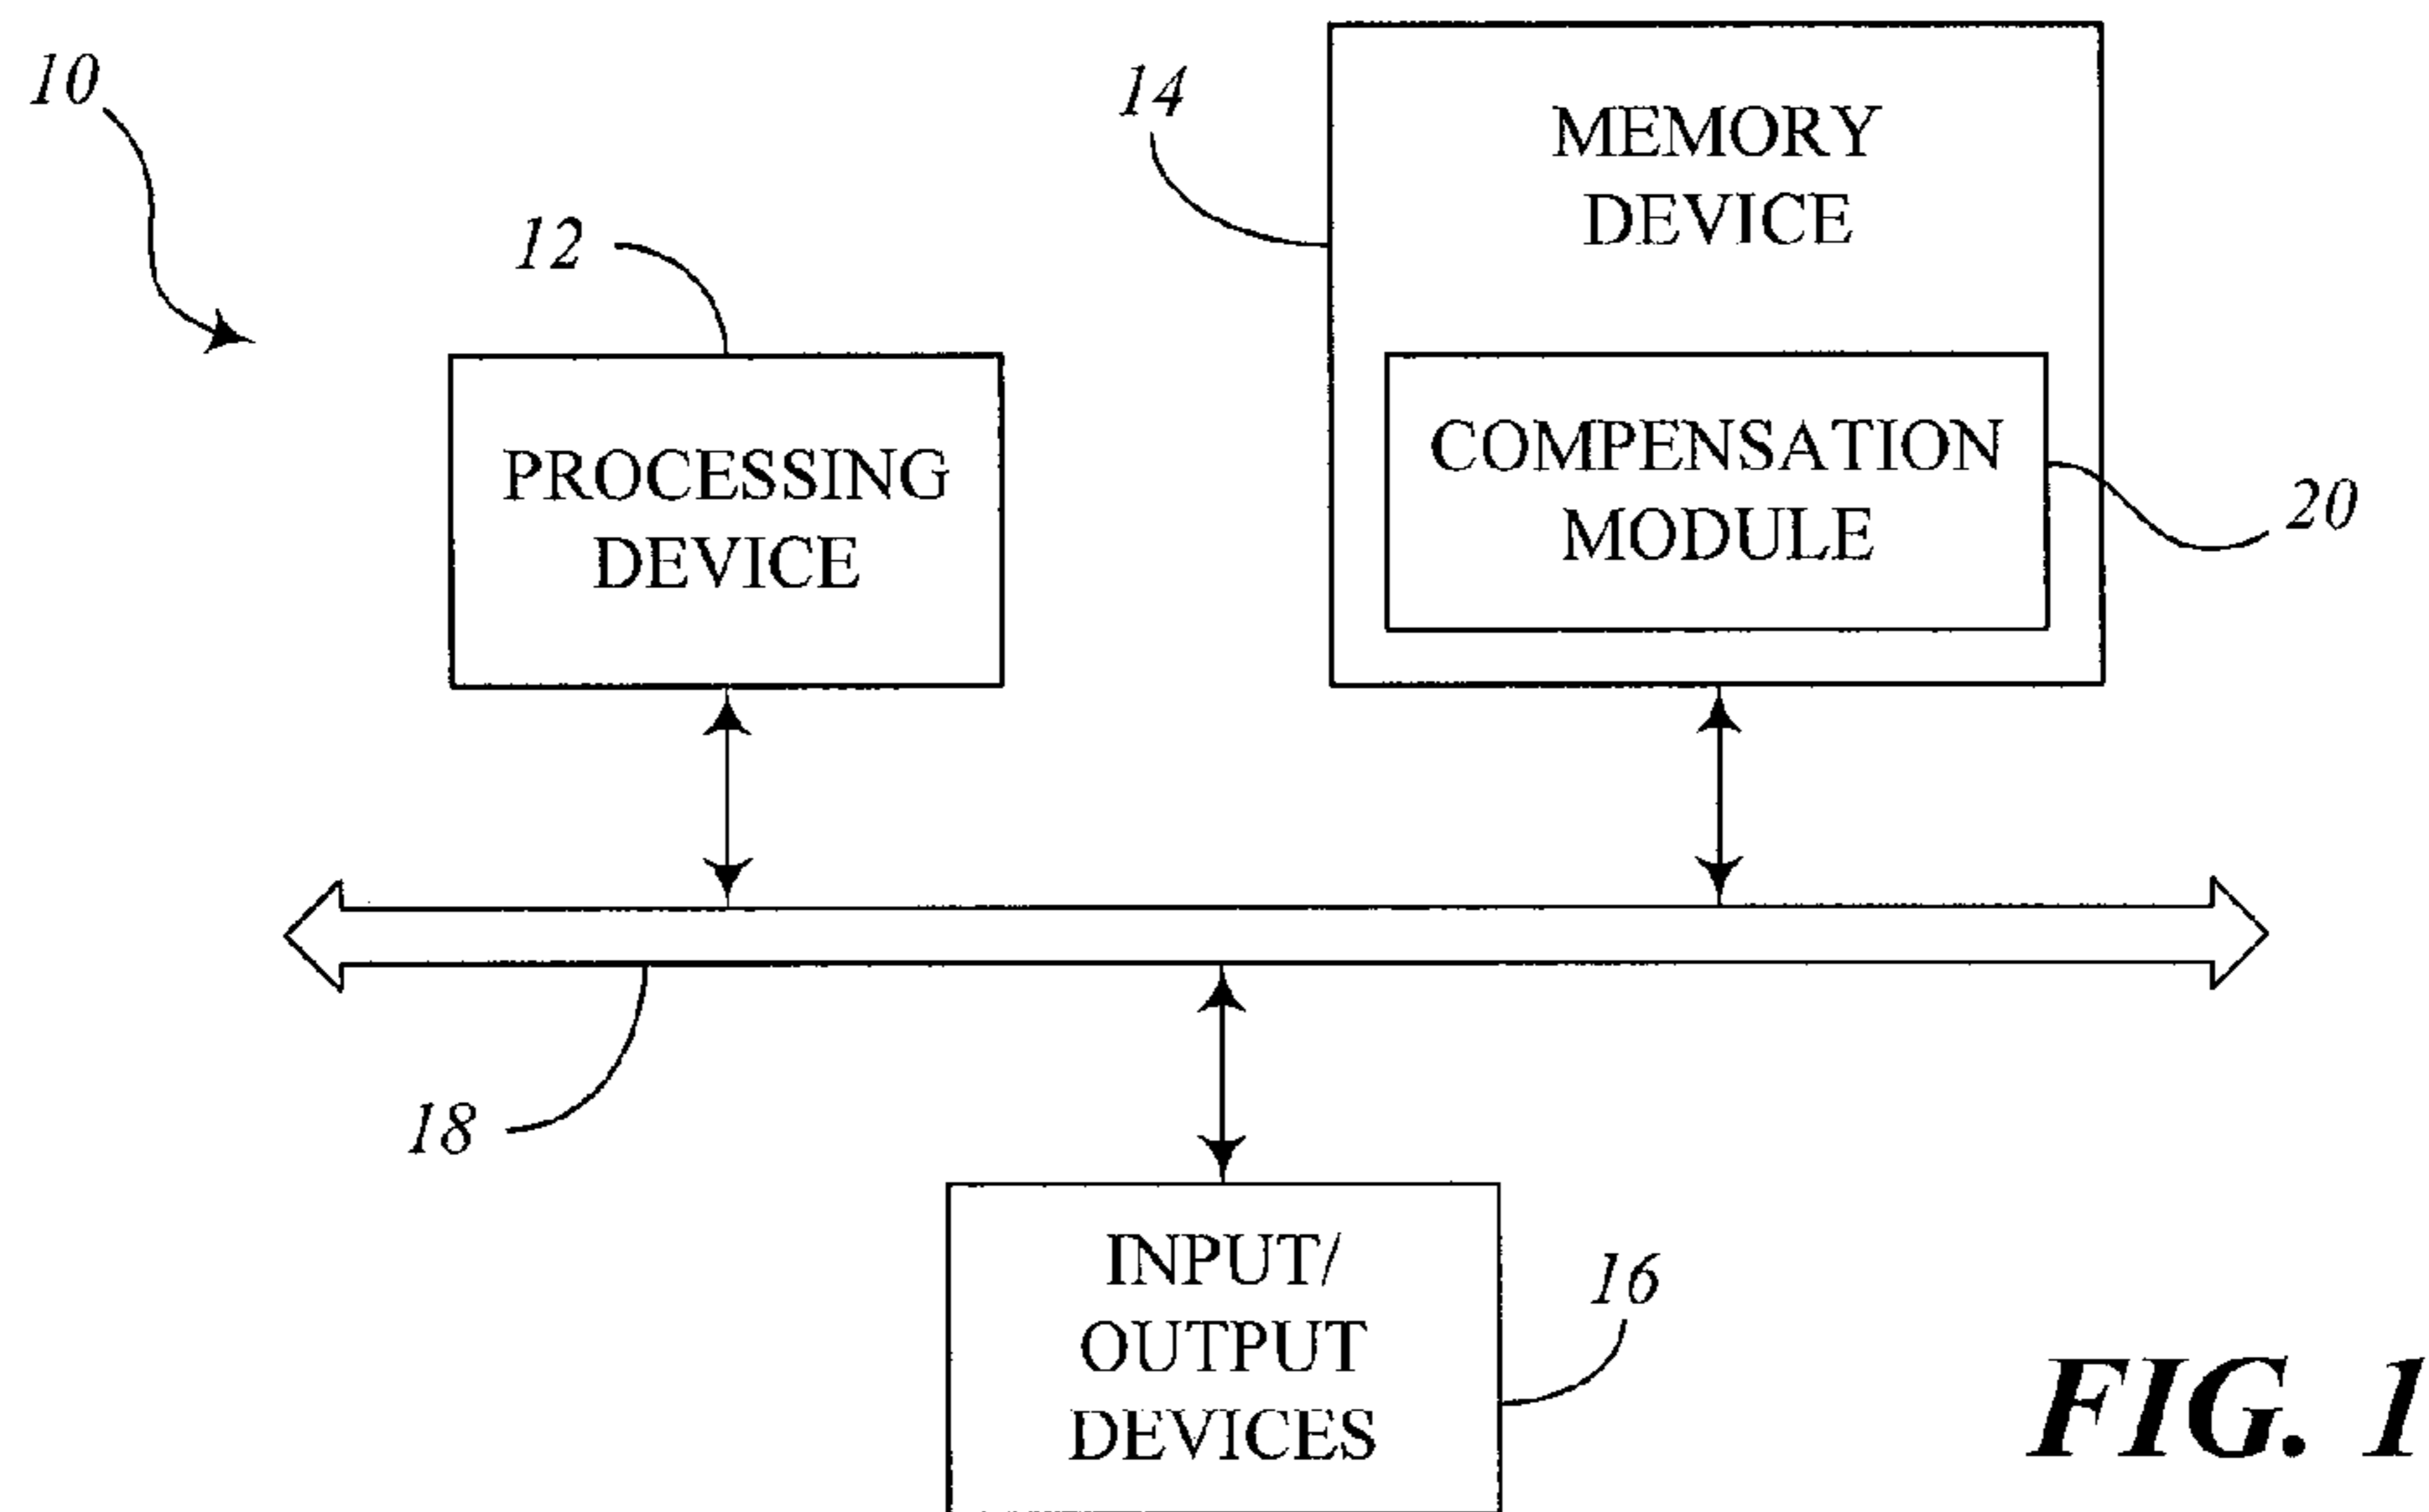 10
14
MEMORY
DEVICE
12
PROCESSING
DEVICE
COMPENSATION
MODULE
20
18
INPUT/
OUTPUT
DEVICES
16
FIG. 1